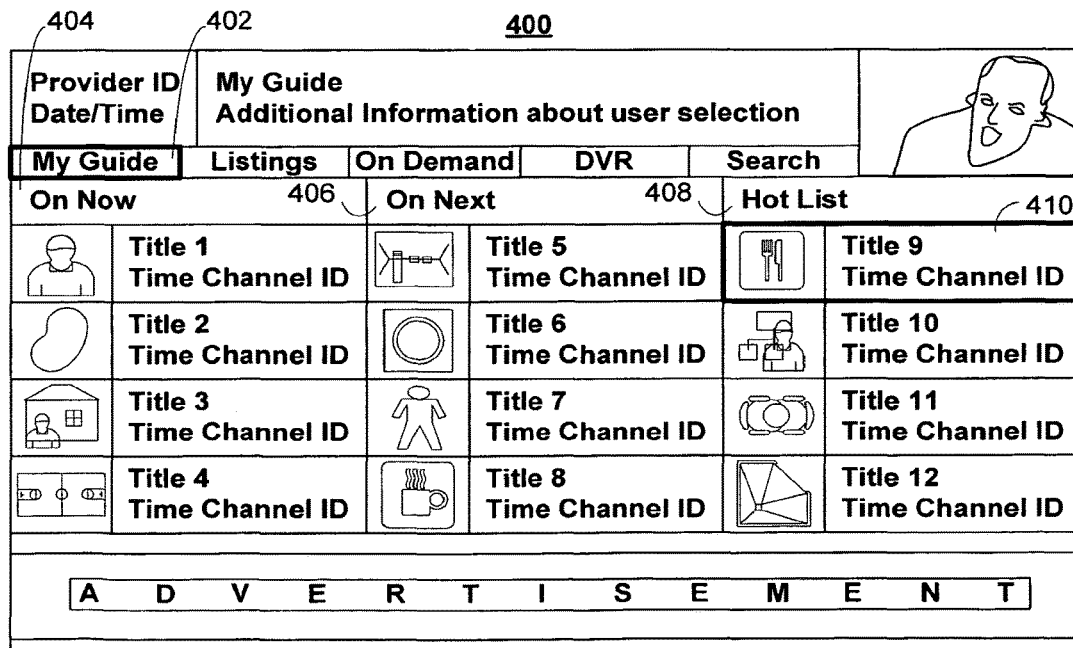 404 402 400
Provider ID My Guide
Date/Time Additional Information about user selection
My Guide Listings On Demand DVR Search
On Now 406 On Next 408 Hot List 410
Title 1 Title 5 Title 9
Time Channel ID Time Channel ID Time Channel ID
Title 2 Title 6 Title 10
Time Channel ID Time Channel ID Time Channel ID
Title 3 Title 7 Title 11
Time Channel ID Time Channel ID Time Channel ID
Title 4 Title 8 Title 12
Time Channel ID Time Channel ID Time Channel ID
A D V E R T I S E M E N T